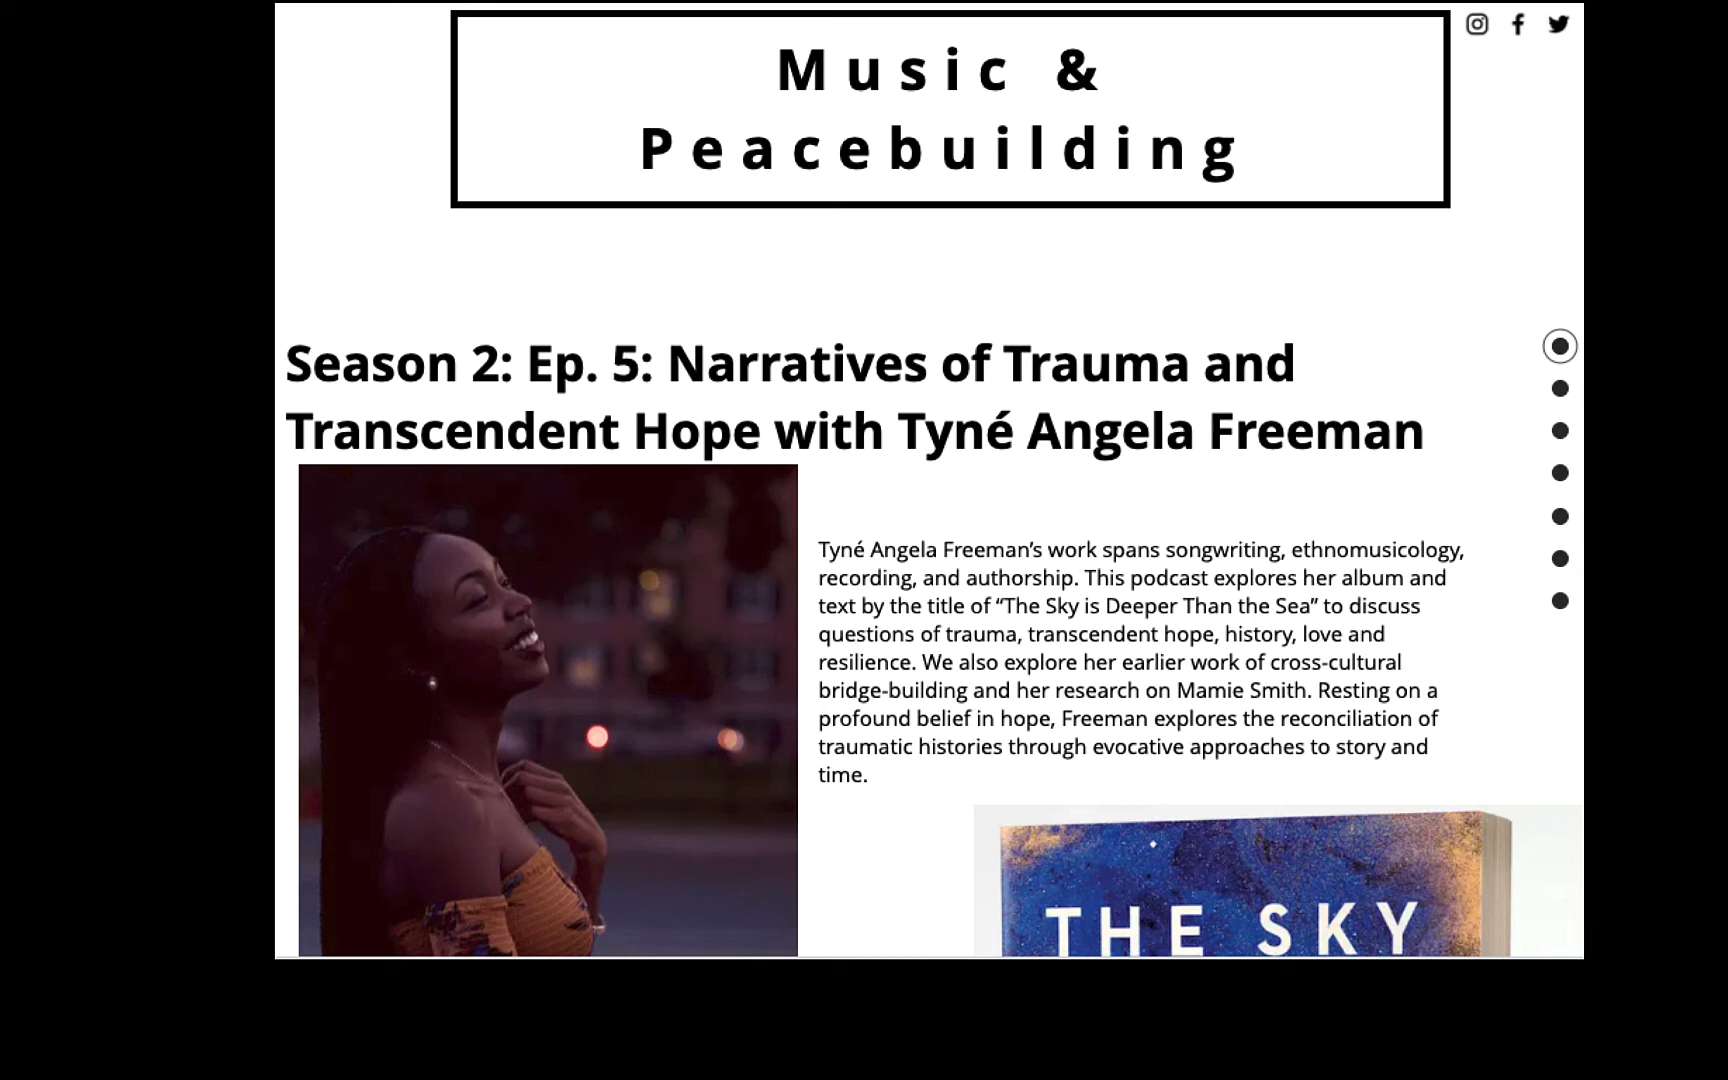 Music &
Peacebuilding
Season 2: Ep. 5: Narratives of Trauma and
Transcendent Hope with Tyné Angela Freeman
Tyné Angela Freeman’s work spans songwriting, ethnomusicology,
recording, and authorship. This podcast explores her album and
text by the title of “The Sky is Deeper Than the Sea” to discuss
questions of trauma, transcendent hope, history, love and
resilience. We also explore her earlier work of cross-cultural
bridge-building and her research on Mamie Smith. Resting on a
profound belief in hope, Freeman explores the reconciliation of
traumatic histories through evocative approaches to story and
time.
THE SKY